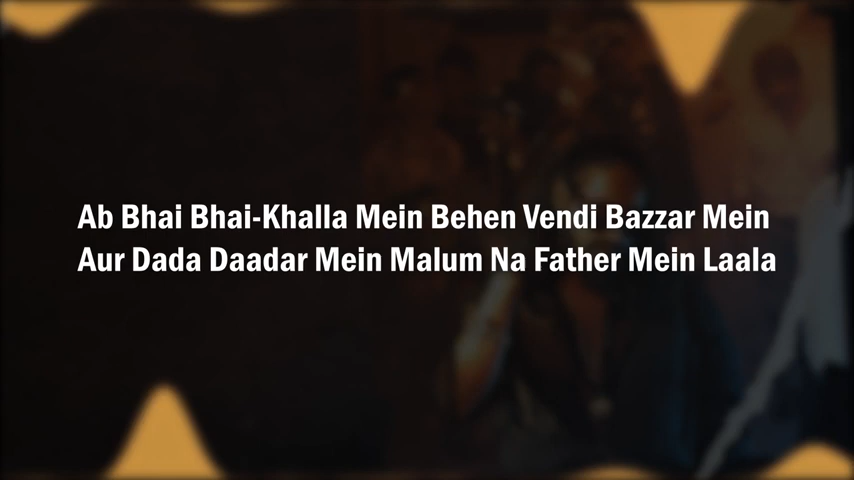 Ab Bhai Bhai-Khalla Mein Behen Vendi Bazzar Mein
Aur Dada Daadar Mein Malum Na Father Mein Laala